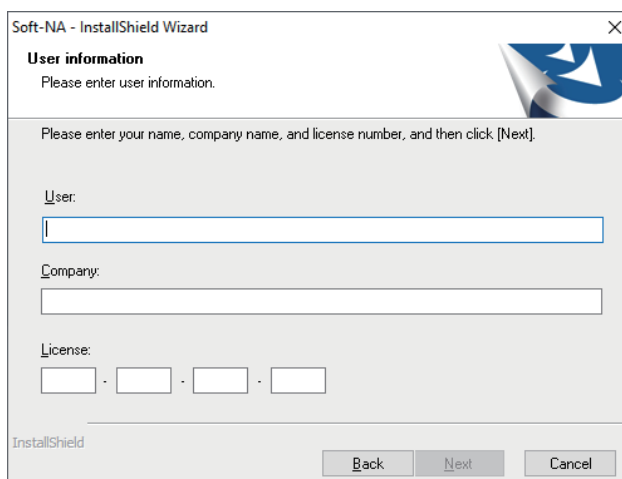 Soft-NA - InstallShield Wizard
User information
Please enter user information.
Please enter your name, company name, and license number, and then click [Next].
User:
Company:
License:
- - -
InstallShield
Back Next Cancel